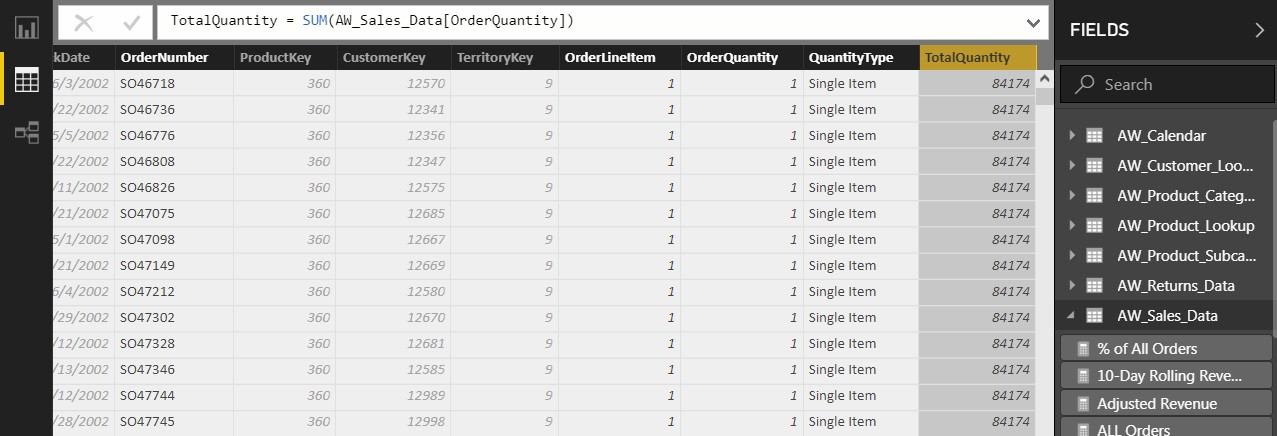 TotalQuantity = SUM(AW_Sales_Data[OrderQuantity])
FIELDS
Search
kDate OrderNumber ProductKey CustomerKey TerritoryKey OrderLineItem OrderQuantity QuantityType TotalQuantity
5/3/2002 SO46718 360 12570 9 1 1 Single Item 84174
/22/2002 SO46736 360 12341 9 1 1 Single Item 84174
5/5/2002 SO46776 360 12356 9 1 1 Single Item 84174
/22/2002 SO46808 360 12347 9 1 1 Single Item 84174
/11/2002 SO46826 360 12575 9 1 1 Single Item 84174
/21/2002 SO47075 360 12685 9 1 1 Single Item 84174
5/1/2002 SO47098 360 12667 9 1 1 Single Item 84174
/21/2002 SO47149 360 12669 9 1 1 Single Item 84174
6/4/2002 SO47212 360 12580 9 1 1 Single Item 84174
/29/2002 SO47302 360 12670 9 1 1 Single Item 84174
/12/2002 SO47328 360 12681 9 1 1 Single Item 84174
/13/2002 SO47346 360 12585 9 1 1 Single Item 84174
/12/2002 SO47744 360 12989 9 1 1 Single Item 84174
/28/2002 SO47745 360 12998 9 1 1 Single Item 84174
AW_Calendar
AW_Customer_Loo...
AW_Product_Categ...
AW_Product_Lookup
AW_Product_Subca...
AW_Returns_Data
AW_Sales_Data
% of All Orders
10-Day Rolling Reve...
Adjusted Revenue
ALL Orders